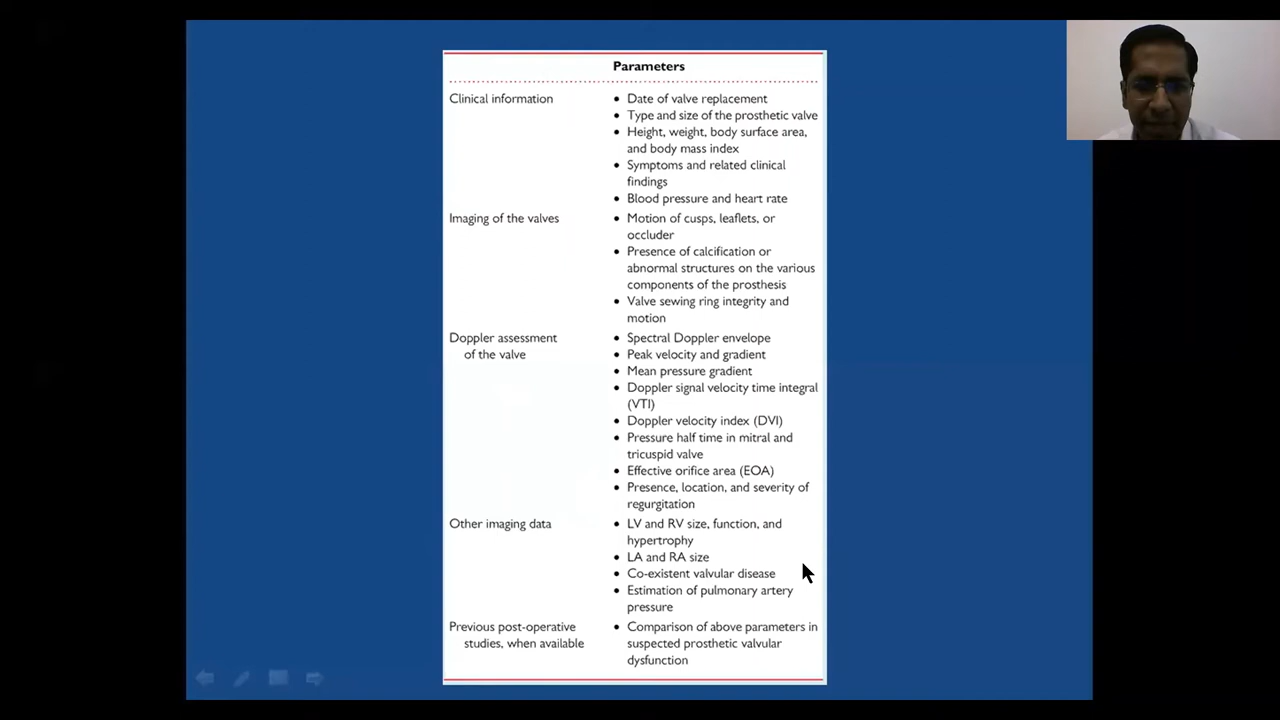 Parameters
Clinical information
• Date of valve replacement
• Type and size of the prosthetic valve
• Height, weight, body surface area,
and body mass index
• Symptoms and related clinical
findings
• Blood pressure and heart rate
Imaging of the valves
• Motion of cusps, leaflets, or
occluder
• Presence of calcification or
abnormal structures on the various
components of the prosthesis
• Valve sewing ring integrity and
motion
Doppler assessment
of the valve
• Spectral Doppler envelope
• Peak velocity and gradient
• Mean pressure gradient
• Doppler signal velocity time integral
(VTI)
• Doppler velocity index (DVI)
• Pressure half time in mitral and
tricuspid valve
• Effective orifice area (EOA)
• Presence, location, and severity of
regurgitation
Other imaging data
• LV and RV size, function, and
hypertrophy
• LA and RA size
• Co-existent valvular disease
• Estimation of pulmonary artery
pressure
Previous post-operative
studies, when available
• Comparison of above parameters in
suspected prosthetic valvular
dysfunction